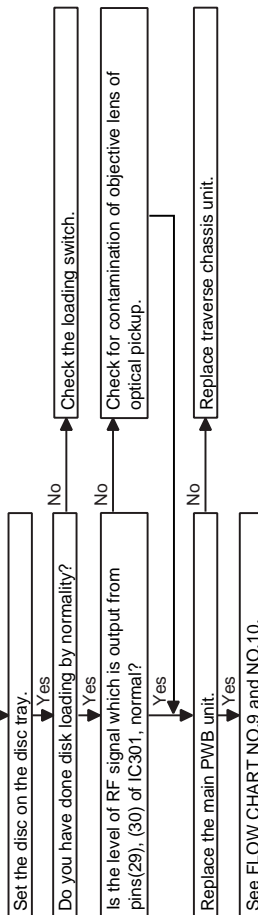 Set the disc on the disc tray.
Yes
Do you have done disk loading by normality?
No
Check the loading switch.
Yes
Is the level of RF signal which is output from
pins(29), (30) of IC301, normal?
No
Check for contamination of objective lens of
optical pickup.
Yes
Replace the main PWB unit.
No
Replace traverse chassis unit.
Yes
See FLOW CHART NO.9 and NO.10.